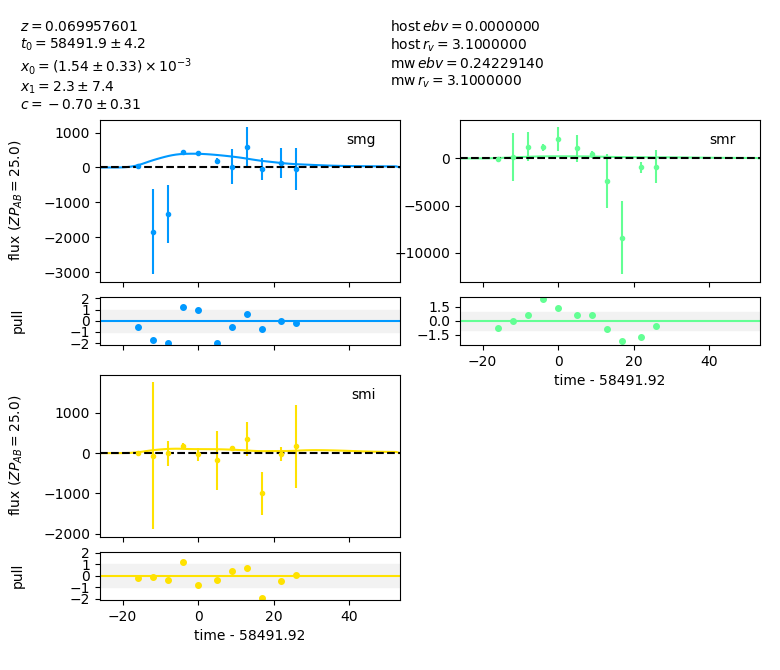 z = 0.069957601
t₀ = 58491.9 ± 4.2
x₀ = (1.54 ± 0.33) × 10⁻³
x₁ = 2.3 ± 7.4
c = − 0.70 ± 0.31
host ebv = 0.0000000
host r_v = 3.1000000
mw ebv = 0.24229140
mw r_v = 3.1000000
smg
flux (ZP_AB = 25.0)
1000
0
−1000
−2000
−3000
smr
0
−5000
−10000
pull
2
1
0
−1
−2
1.5
0.0
−1.5
−20
0
20
40
time - 58491.92
smi
flux (ZP_AB = 25.0)
1000
0
−1000
−2000
pull
2
1
0
−1
−2
−20
0
20
40
time - 58491.92